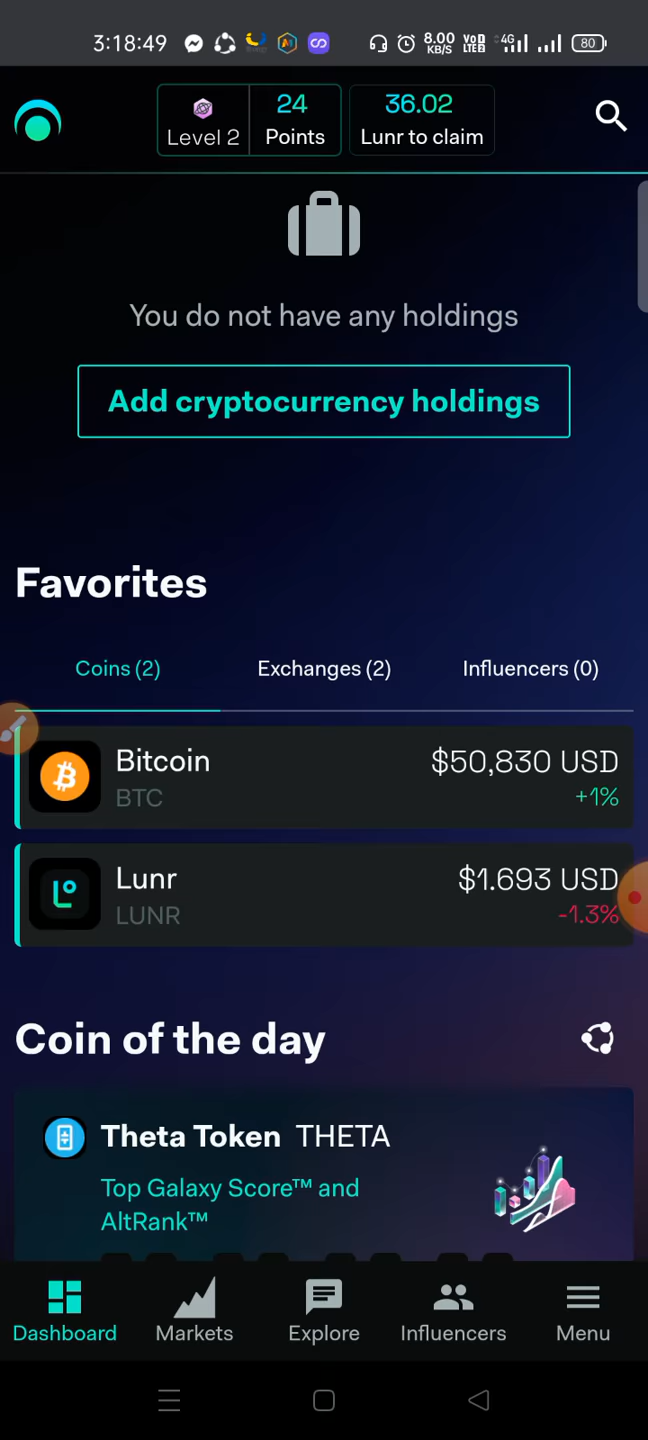 3:18:49
8.00 KB/S
VoD LTE2
4G
80
Level 2
24
Points
36.02
Lunr to claim
You do not have any holdings
Add cryptocurrency holdings
Favorites
Coins (2) Exchanges (2) Influencers (0)
Bitcoin $50,830 USD
BTC +1%
Lunr $1.693 USD
LUNR -1.3%
Coin of the day
Theta Token THETA
Top Galaxy Score™ and
AltRank™
Dashboard Markets Explore Influencers Menu